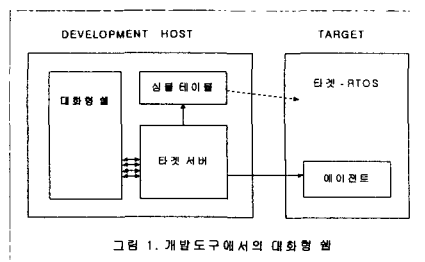 DEVELOPMENT HOST
TARGET
심볼 테이블
대화형 쉘
타겟 - RTOS
타겟 서버
에이젼트
그림 1. 개발도구에서의 대화형 쉘